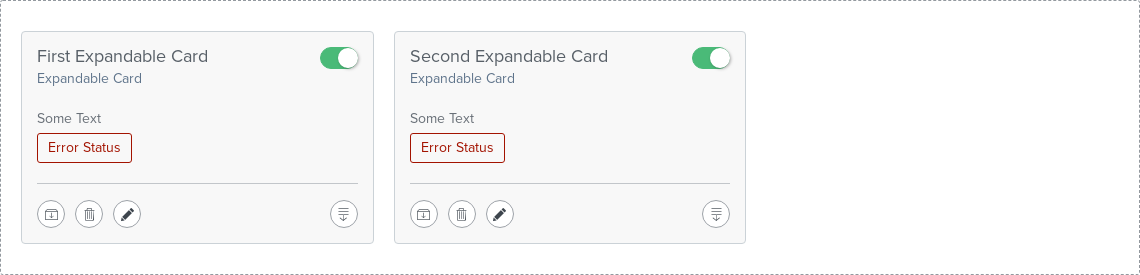 First Expandable Card
Expandable Card
Some Text
Error Status
Second Expandable Card
Expandable Card
Some Text
Error Status